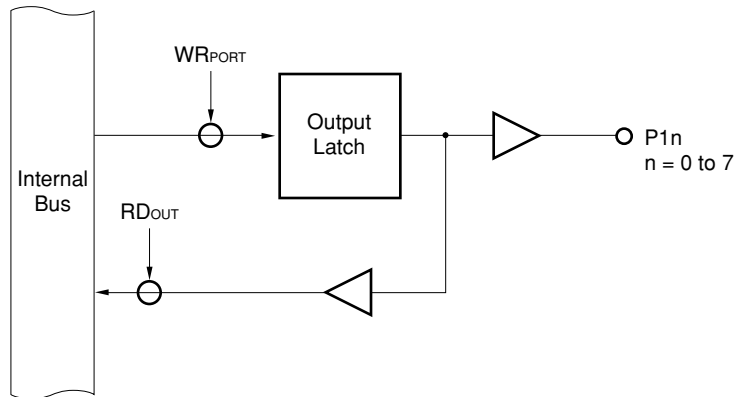 WRPORT
Output
Latch
P1n
n = 0 to 7
Internal
Bus
RDOUT